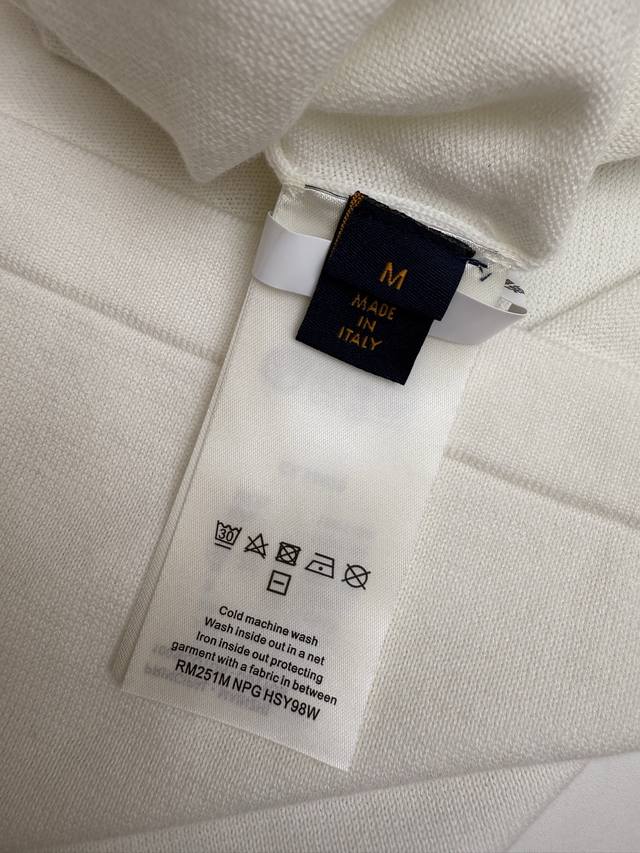 M
MADE
IN
ITALY
30
Cold machine wash
Wash inside out in a net
Iron inside out protecting
garment with a fabric in between
RM251M NPG HSY98W